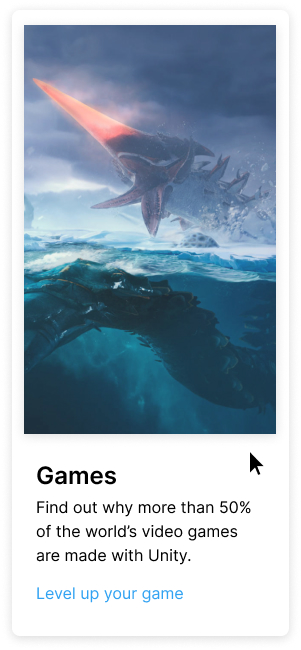 Games
Find out why more than 50%
of the world’s video games
are made with Unity.
Level up your game